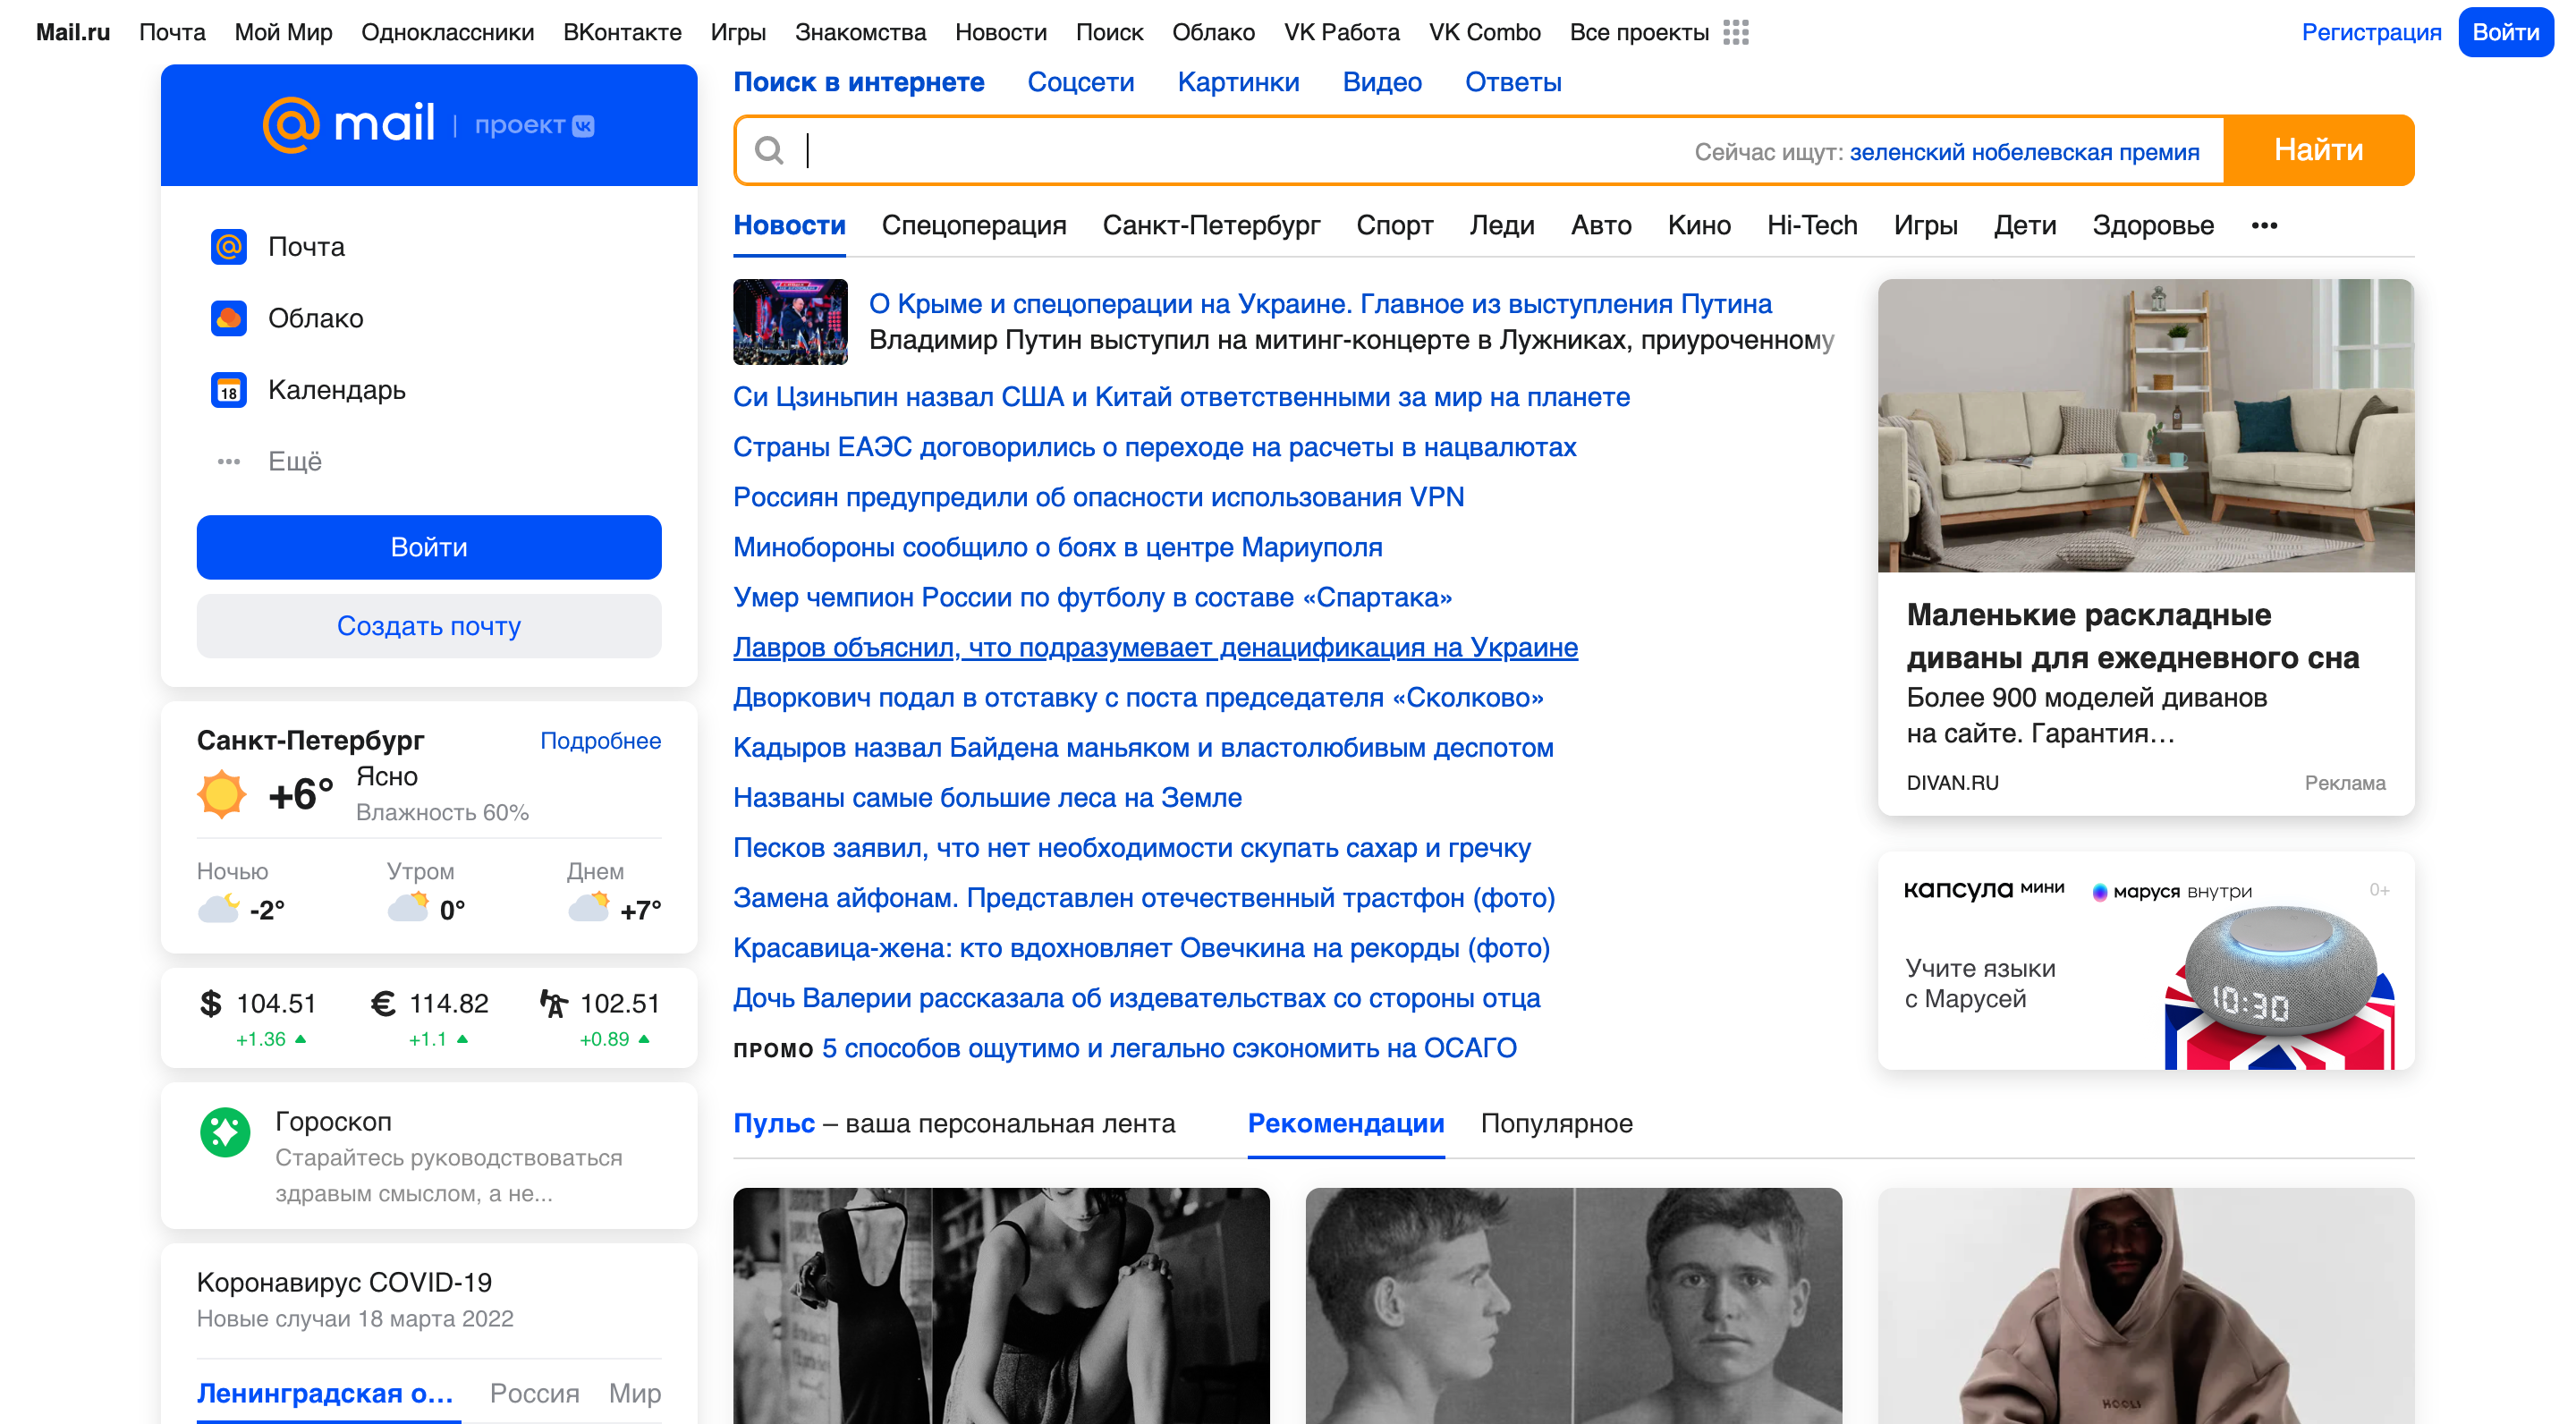 Mail.ru Почта Мой Мир Одноклассники ВКонтакте Игры Знакомства Новости Поиск Облако VK Работа VK Combo Все проекты Регистрация Войти
mail | проект
Почта
Облако
18 Календарь
Ещё
Войти
Создать почту
Санкт-Петербург Подробнее
+6° Ясно
Влажность 60%
Ночью Утром Днем
-2° 0° +7°
$ 104.51 € 114.82 102.51
+1.36 +1.1 +0.89
Гороскоп
Старайтесь руководствоваться
здравым смыслом, а не...
Коронавирус COVID-19
Новые случаи 18 марта 2022
Ленинградская о... Россия Мир
Поиск в интернете Соцсети Картинки Видео Ответы
Сейчас ищут: зеленский нобелевская премия Найти
Новости Спецоперация Санкт-Петербург Спорт Леди Авто Кино Hi-Tech Игры Дети Здоровье •••
О Крыме и спецоперации на Украине. Главное из выступления Путина
Владимир Путин выступил на митинг-концерте в Лужниках, приуроченному
Си Цзиньпин назвал США и Китай ответственными за мир на планете
Страны ЕАЭС договорились о переходе на расчеты в нацвалютах
Россиян предупредили об опасности использования VPN
Минобороны сообщило о боях в центре Мариуполя
Умер чемпион России по футболу в составе «Спартака»
Лавров объяснил, что подразумевает денацификация на Украине
Дворкович подал в отставку с поста председателя «Сколково»
Кадыров назвал Байдена маньяком и властолюбивым деспотом
Названы самые большие леса на Земле
Песков заявил, что нет необходимости скупать сахар и гречку
Замена айфонам. Представлен отечественный трастфон (фото)
Красавица-жена: кто вдохновляет Овечкина на рекорды (фото)
Дочь Валерии рассказала об издевательствах со стороны отца
ПРОМО 5 способов ощутимо и легально сэкономить на ОСАГО
Маленькие раскладные
диваны для ежедневного сна
Более 900 моделей диванов
на сайте. Гарантия…
DIVAN.RU Реклама
капсула мини маруся внутри 0+
Учите языки
с Марусей
10:30
Пульс – ваша персональная лента Рекомендации Популярное
HOOLI